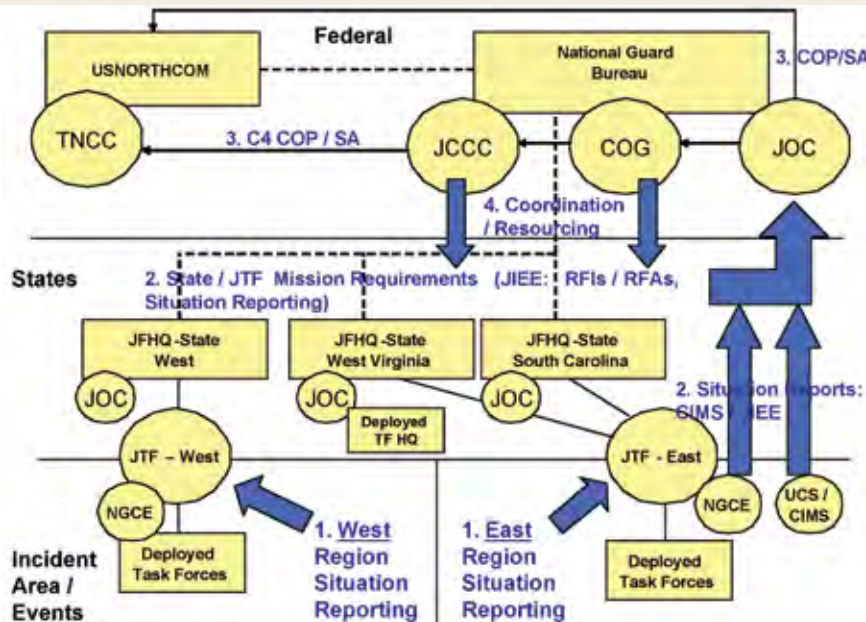 Federal
USNORTHCOM
National Guard
Bureau
3. COP/SA
TNCC
3. C4 COP / SA
JCCC
COG
JOC
4. Coordination
/ Resourcing
States
2. State / JTF Mission Requirements (JIEE: RFIs / RFAs,
Situation Reporting)
JFHQ -State
West
JFHQ -State
West Virginia
JFHQ -State
South Carolina
JOC
JOC
JOC
Deployed
TF HQ
2. Situation Reports:
CIMS /
JTF - West
JTF - East
NGCE
NGCE
UCS /
CIMS
Deployed
Task Forces
1. West
Region
Situation
Reporting
1. East
Region
Situation
Reporting
Deployed
Task Forces
Incident
Area /
Events